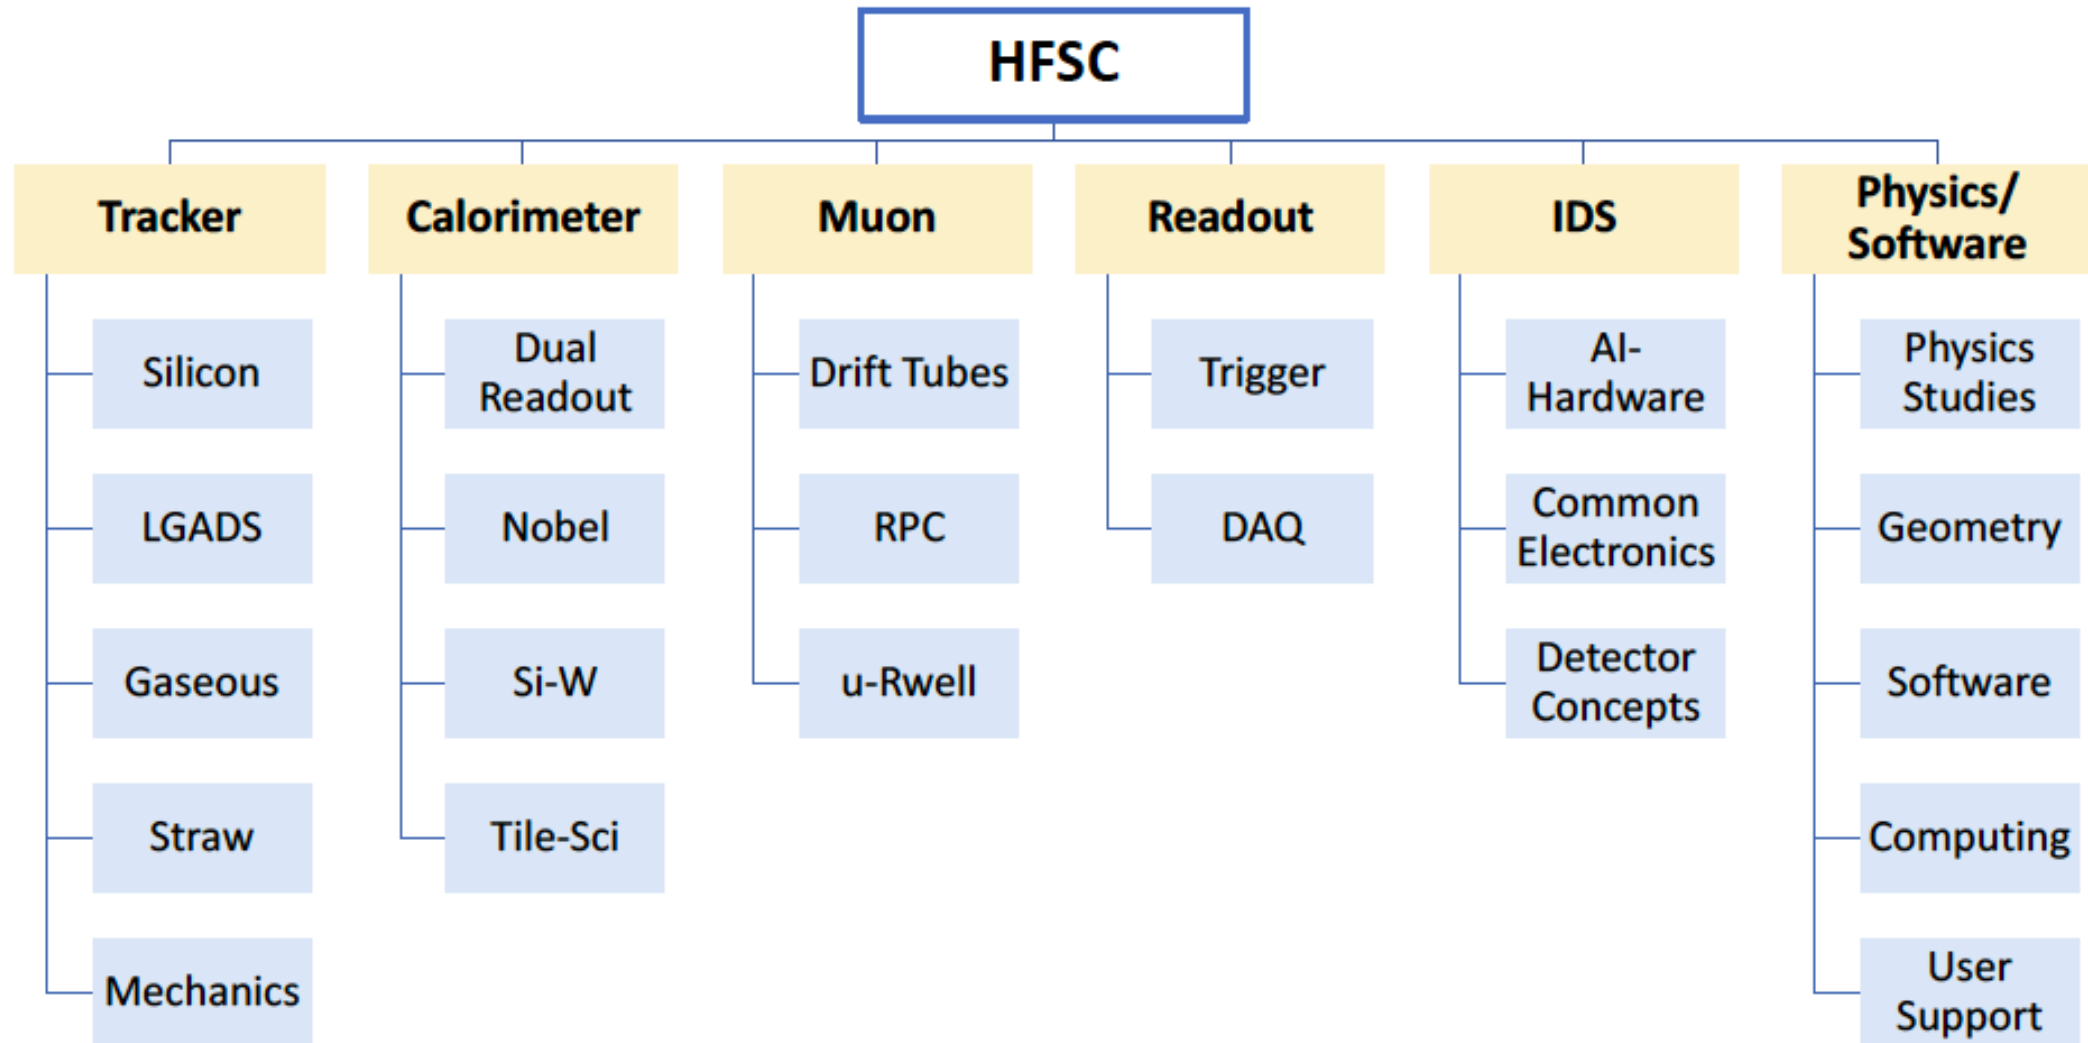 HFSC
Tracker
Silicon
LGADS
Gaseous
Straw
Mechanics
Calorimeter
Dual
Readout
Nobel
Si-W
Tile-Sci
Muon
Drift Tubes
RPC
u-Rwell
Readout
Trigger
DAQ
IDS
AI-
Hardware
Common
Electronics
Detector
Concepts
Physics/
Software
Physics
Studies
Geometry
Software
Computing
User
Support